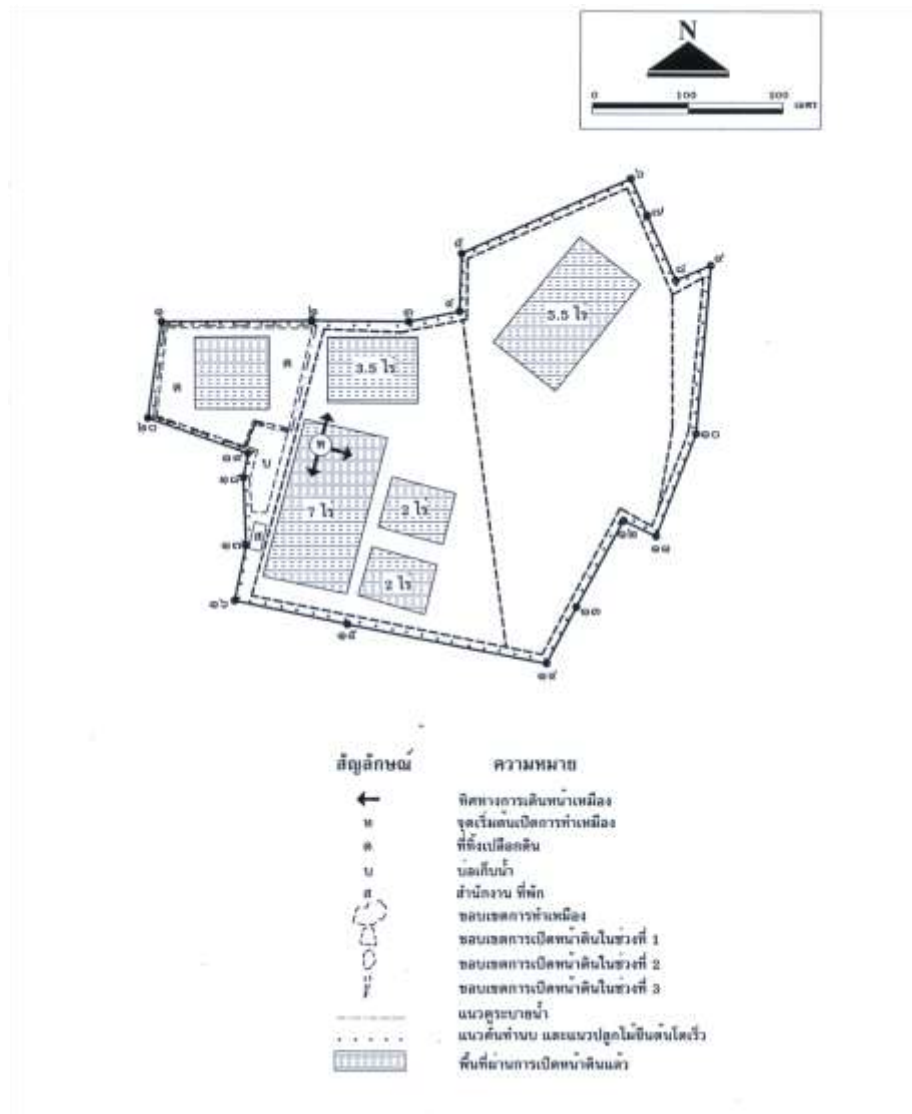 N
0 100 200 เมตร
๖
๗
๕
๘ ๙
๔
๑ ๒ ๓
5.5 ไร่
3.5 ไร่
ด
ด
๒๐
ห
๑๐
๑๙
บ
๑๘
7 ไร่ 2 ไร่
๑๒
๑๗ ส
๑๑
2 ไร่
๑๖
๑๓
๑๕
๑๔
สัญลักษณ์ ความหมาย
ทิศทางการเดินหน้าเหมือง
ห จุดเริ่มต้นเปิดการทำเหมือง
ด ที่ทิ้งเปลือกดิน
บ บ่อเก็บน้ำ
ส สำนักงาน ที่พัก
ขอบเขตการทำเหมือง
ขอบเขตการเปิดหน้าดินในช่วงที่ 1
ขอบเขตการเปิดหน้าดินในช่วงที่ 2
ขอบเขตการเปิดหน้าดินในช่วงที่ 3
แนวคูระบายน้ำ
แนวคันทำนบ และแนวปลูกไม้ยืนต้นโตเร็ว
พื้นที่ผ่านการเปิดหน้าดินแล้ว